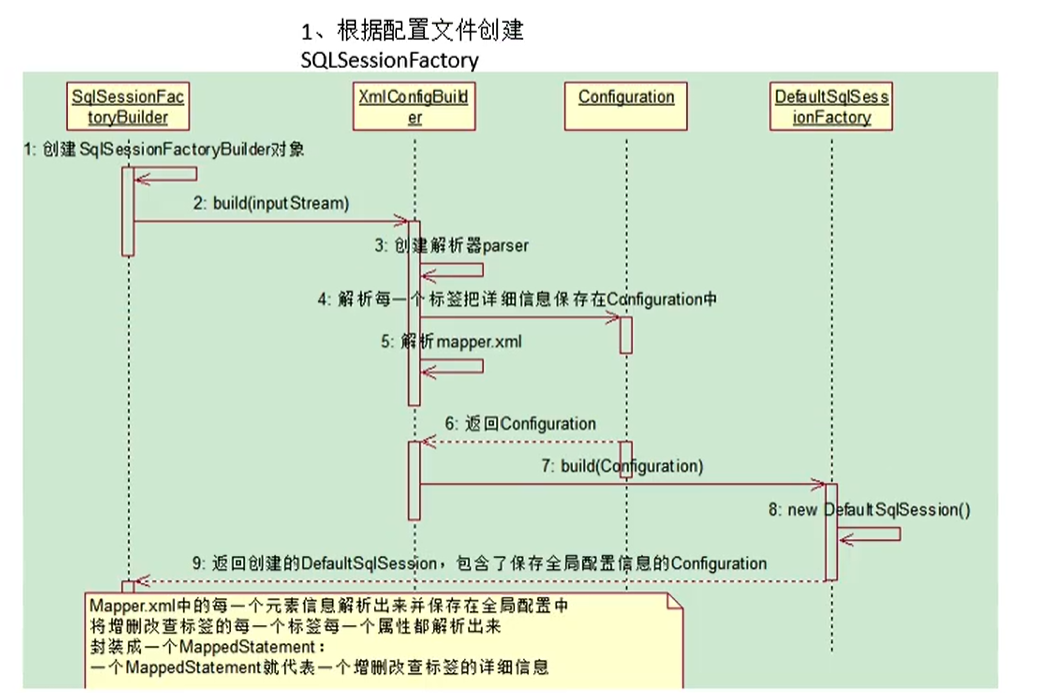 1、根据配置文件创建
SQLSessionFactory
SqlSessionFac
toryBuilder
XmlConfigBuild
er
Configuration
DefaultSqlSess
ionFactory
1: 创建SqlSessionFactoryBuilder对象
2: build(inputStream)
3: 创建解析器parser
4: 解析每一个标签把详细信息保存在Configuration中
5: 解析mapper.xml
6: 返回Configuration
7: build(Configuration)
8: new DefaultSqlSession()
9: 返回创建的DefaultSqlSession，包含了保存全局配置信息的Configuration
Mapper.xml中的每一个元素信息解析出来并保存在全局配置中
将增删改查标签的每一个标签每一个属性都解析出来
封装成一个MappedStatement：
一个MappedStatement就代表一个增删改查标签的详细信息